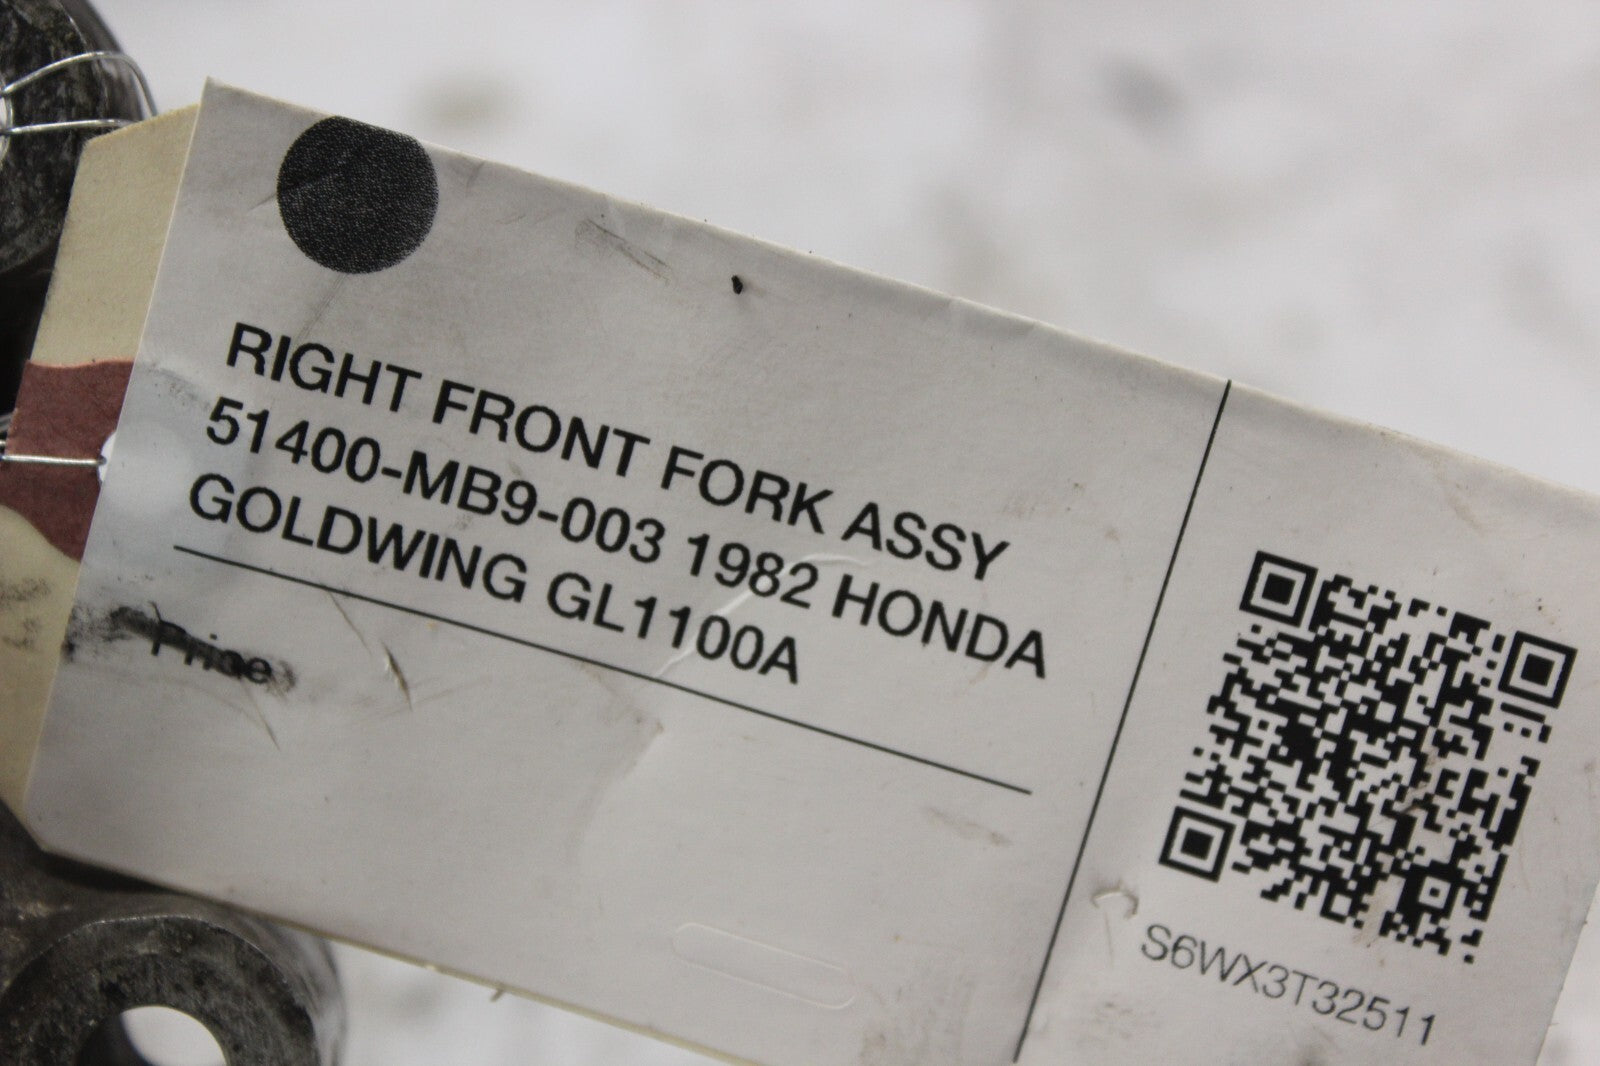 RIGHT FRONT FORK ASSY
51400-MB9-003 1982 HONDA
GOLDWING GL1100A
Price
S6WX3T32511